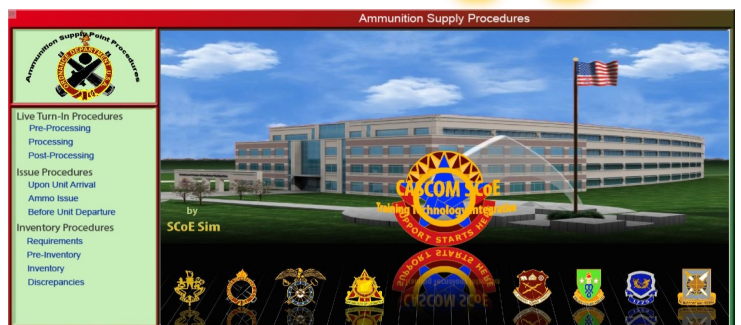 Ammunition Supply Procedures
Ammunition Supply Point Procedures
ORDNANCE DEPARTMENT U.S.A.
Live Turn-In Procedures
Pre-Processing
Processing
Post-Processing
Issue Procedures
Upon Unit Arrival
Ammo Issue
Before Unit Departure
Inventory Procedures
Requirements
Pre-Inventory
Inventory
Discrepancies
by
SCoE Sim
CASCOM SCoE
Training Technology Integration
SUPPORT STARTS HERE